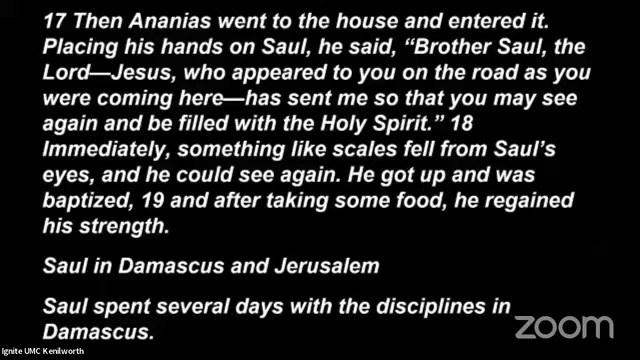 17 Then Ananias went to the house and entered it.
Placing his hands on Saul, he said, “Brother Saul, the
Lord—Jesus, who appeared to you on the road as you
were coming here—has sent me so that you may see
again and be filled with the Holy Spirit.” 18
Immediately, something like scales fell from Saul’s
eyes, and he could see again. He got up and was
baptized, 19 and after taking some food, he regained
his strength.
Saul in Damascus and Jerusalem
Saul spent several days with the disciplines in
Damascus.
zoom
Ignite UMC Kenilworth